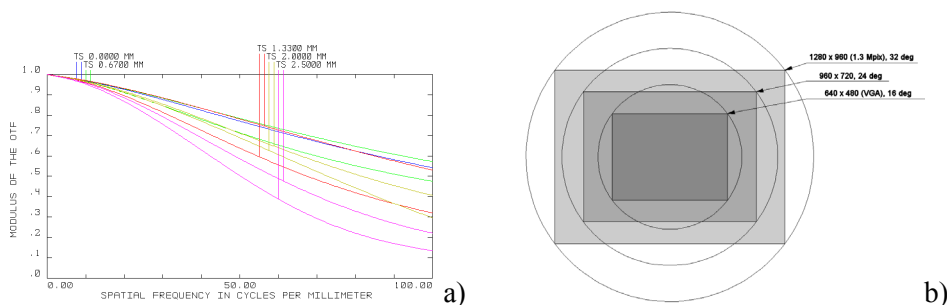 TS 0.0000 MM
TS 0.6700 MM
TS 1.3300 MM
TS 2.0000 MM
TS 2.5000 MM
1.0
.9
.8
.7
.6
.5
.4
.3
.2
.1
.0
MODULUS OF THE OTF
0.00
50.00
100.00
SPATIAL FREQUENCY IN CYCLES PER MILLIMETER
a)
1280 x 960 (1.3 Mpix), 32 deg
960 x 720, 24 deg
640 x 480 (VGA), 16 deg
b)